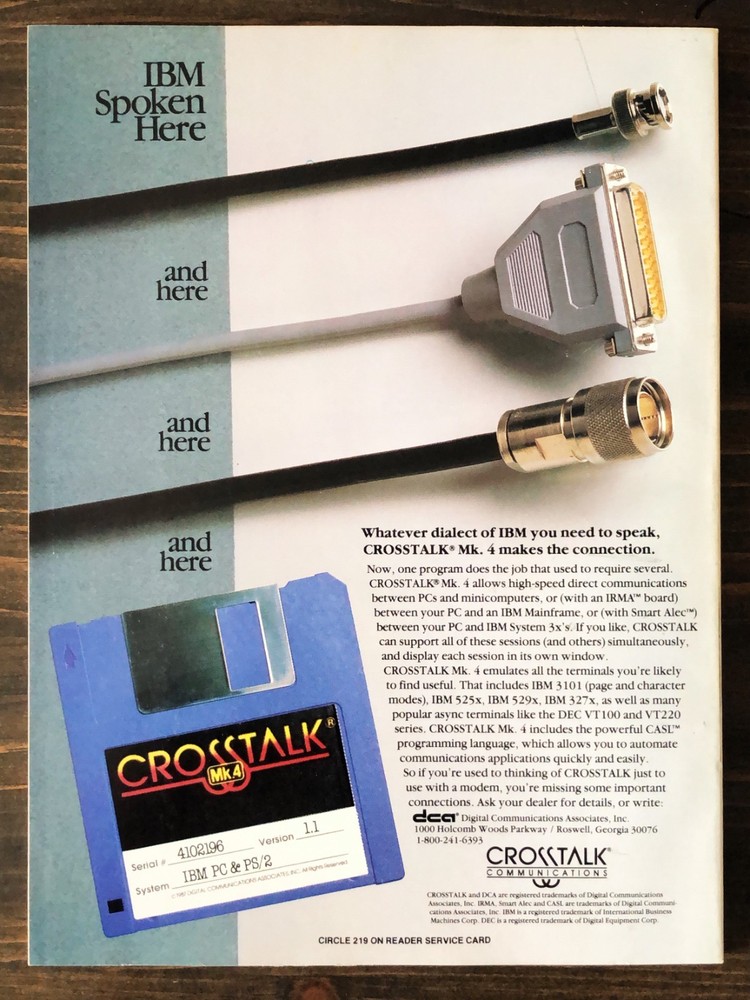 IBM
Spoken
Here
and
here
and
here
and
here
Whatever dialect of IBM you need to speak,
CROSSTALK® Mk. 4 makes the connection.
Now, one program does the job that used to require several.
CROSSTALK® Mk. 4 allows high-speed direct communications
between PCs and minicomputers, or (with an IRMA™ board)
between your PC and an IBM Mainframe, or (with Smart Alec™)
between your PC and IBM System 3x's. If you like, CROSSTALK
can support all of these sessions (and others) simultaneously,
and display each session in its own window.
CROSSTALK Mk. 4 emulates all the terminals you're likely
to find useful. That includes IBM 3101 (page and character
modes), IBM 525x, IBM 529x, IBM 327x, as well as many
popular async terminals like the DEC VT100 and VT220
series. CROSSTALK Mk. 4 includes the powerful CASL™
programming language, which allows you to automate
communications applications quickly and easily.
So if you're used to thinking of CROSSTALK just to
use with a modem, you're missing some important
connections. Ask your dealer for details, or write:
dca® Digital Communications Associates, Inc.
1000 Holcomb Woods Parkway / Roswell, Georgia 30076
1-800-241-6393
CROSSTALK®
COMMUNICATIONS
CROSSTALK and DCA are registered trademarks of Digital Communications
Associates, Inc. IRMA, Smart Alec and CASL are trademarks of Digital Communi-
cations Associates, Inc. IBM is a registered trademark of International Business
Machines Corp. DEC is a registered trademark of Digital Equipment Corp.
CROSSTALK®
Mk.4
Serial # 4102196 Version 1.1
System IBM PC & PS/2
© 1987 DIGITAL COMMUNICATIONS ASSOCIATES, INC. All Rights Reserved
CIRCLE 219 ON READER SERVICE CARD